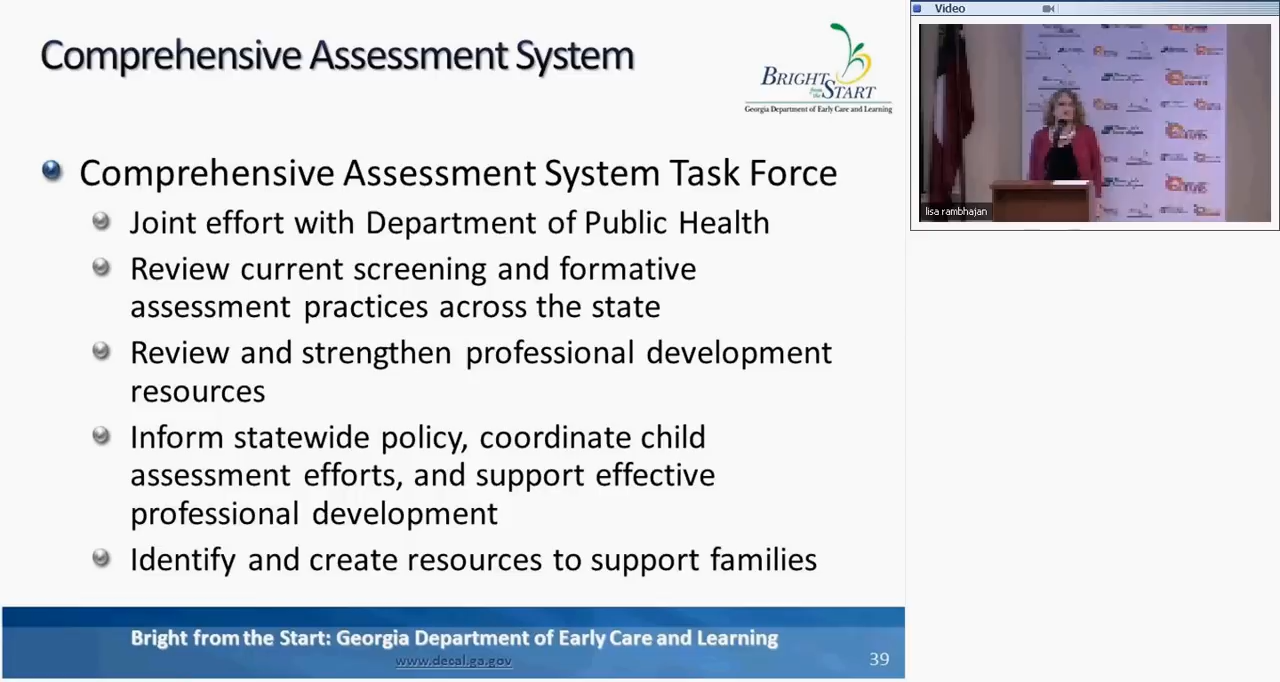 Comprehensive Assessment System
BRIGHT
from the
START
Georgia Department of Early Care and Learning
Comprehensive Assessment System Task Force
Joint effort with Department of Public Health
Review current screening and formative
assessment practices across the state
Review and strengthen professional development
resources
Inform statewide policy, coordinate child
assessment efforts, and support effective
professional development
Identify and create resources to support families
Bright from the Start: Georgia Department of Early Care and Learning
www.decal.ga.gov
39
Video
lisa rambhajan